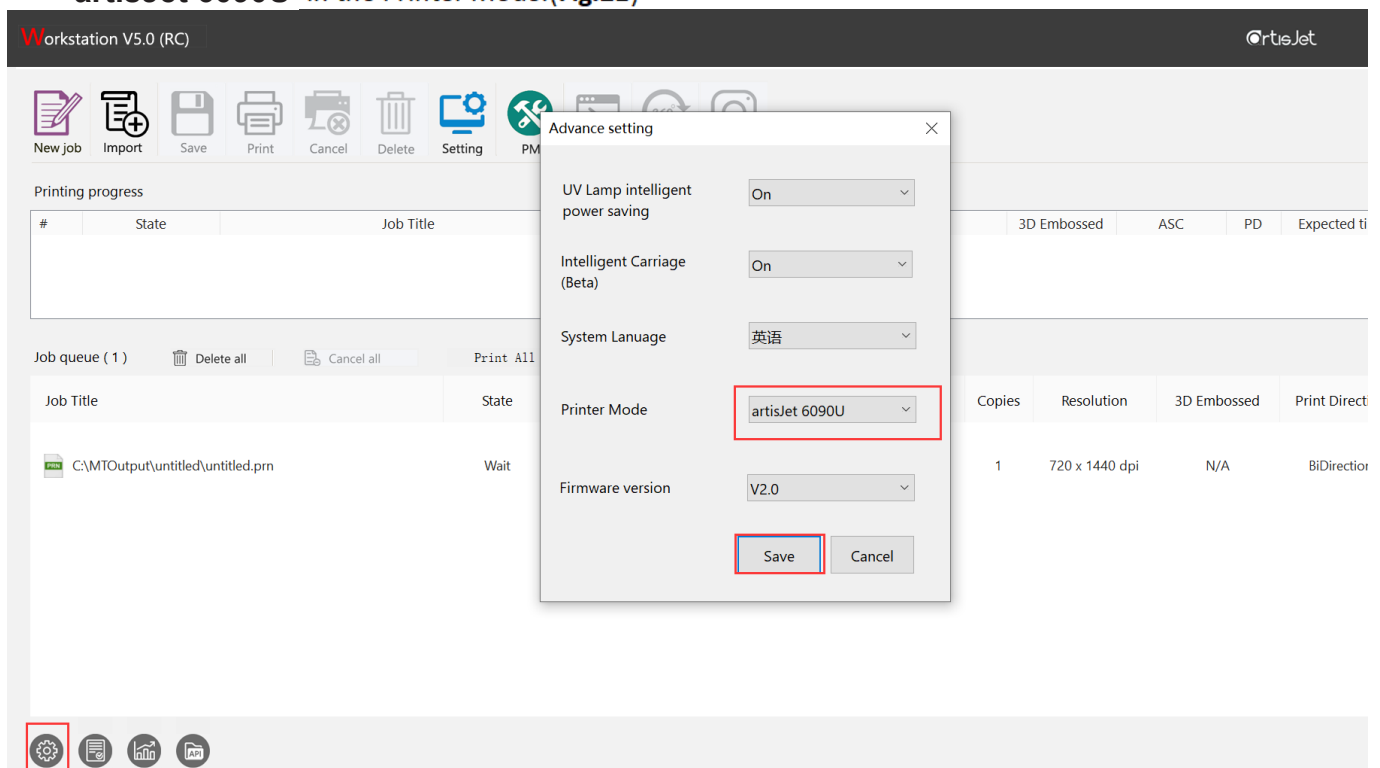 Workstation V5.0 (RC)
artisJet
New job Import Save Print Cancel Delete Setting PM
Advance setting
Printing progress
# State Job Title 3D Embossed ASC PD Expected ti
UV Lamp intelligent
power saving
On
Intelligent Carriage
(Beta)
On
System Lanuage
英语
Job queue ( 1 ) Delete all Cancel all Print All
Job Title State Copies Resolution 3D Embossed Print Directi
Printer Mode
artisJet 6090U
PRN C:\MTOutput\untitled\untitled.prn Wait 1 720 x 1440 dpi N/A BiDirection
Firmware version
V2.0
Save Cancel
API